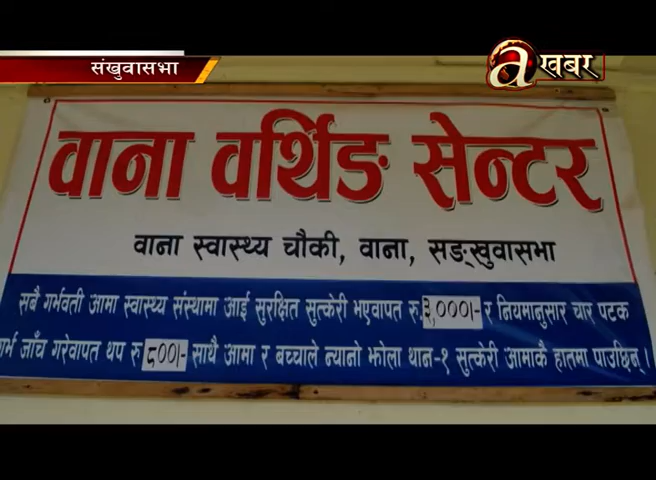 संखुवासभा
a खबर
वाना वर्थिङ सेन्टर
वाना स्वास्थ्य चौकी, वाना, सङ्खुवासभा
सबै गर्भवती आमा स्वास्थ्य संस्थामा आई सुरक्षित सुत्केरी भएवापत रु.३,०००।- र नियमानुसार चार पटक
गर्भ जाँच गरेवापत थप रु ८००।- साथै आमा र बच्चाले न्यानो झोला थान-१ सुत्केरी आमाकै हातमा पाउछिन् ।